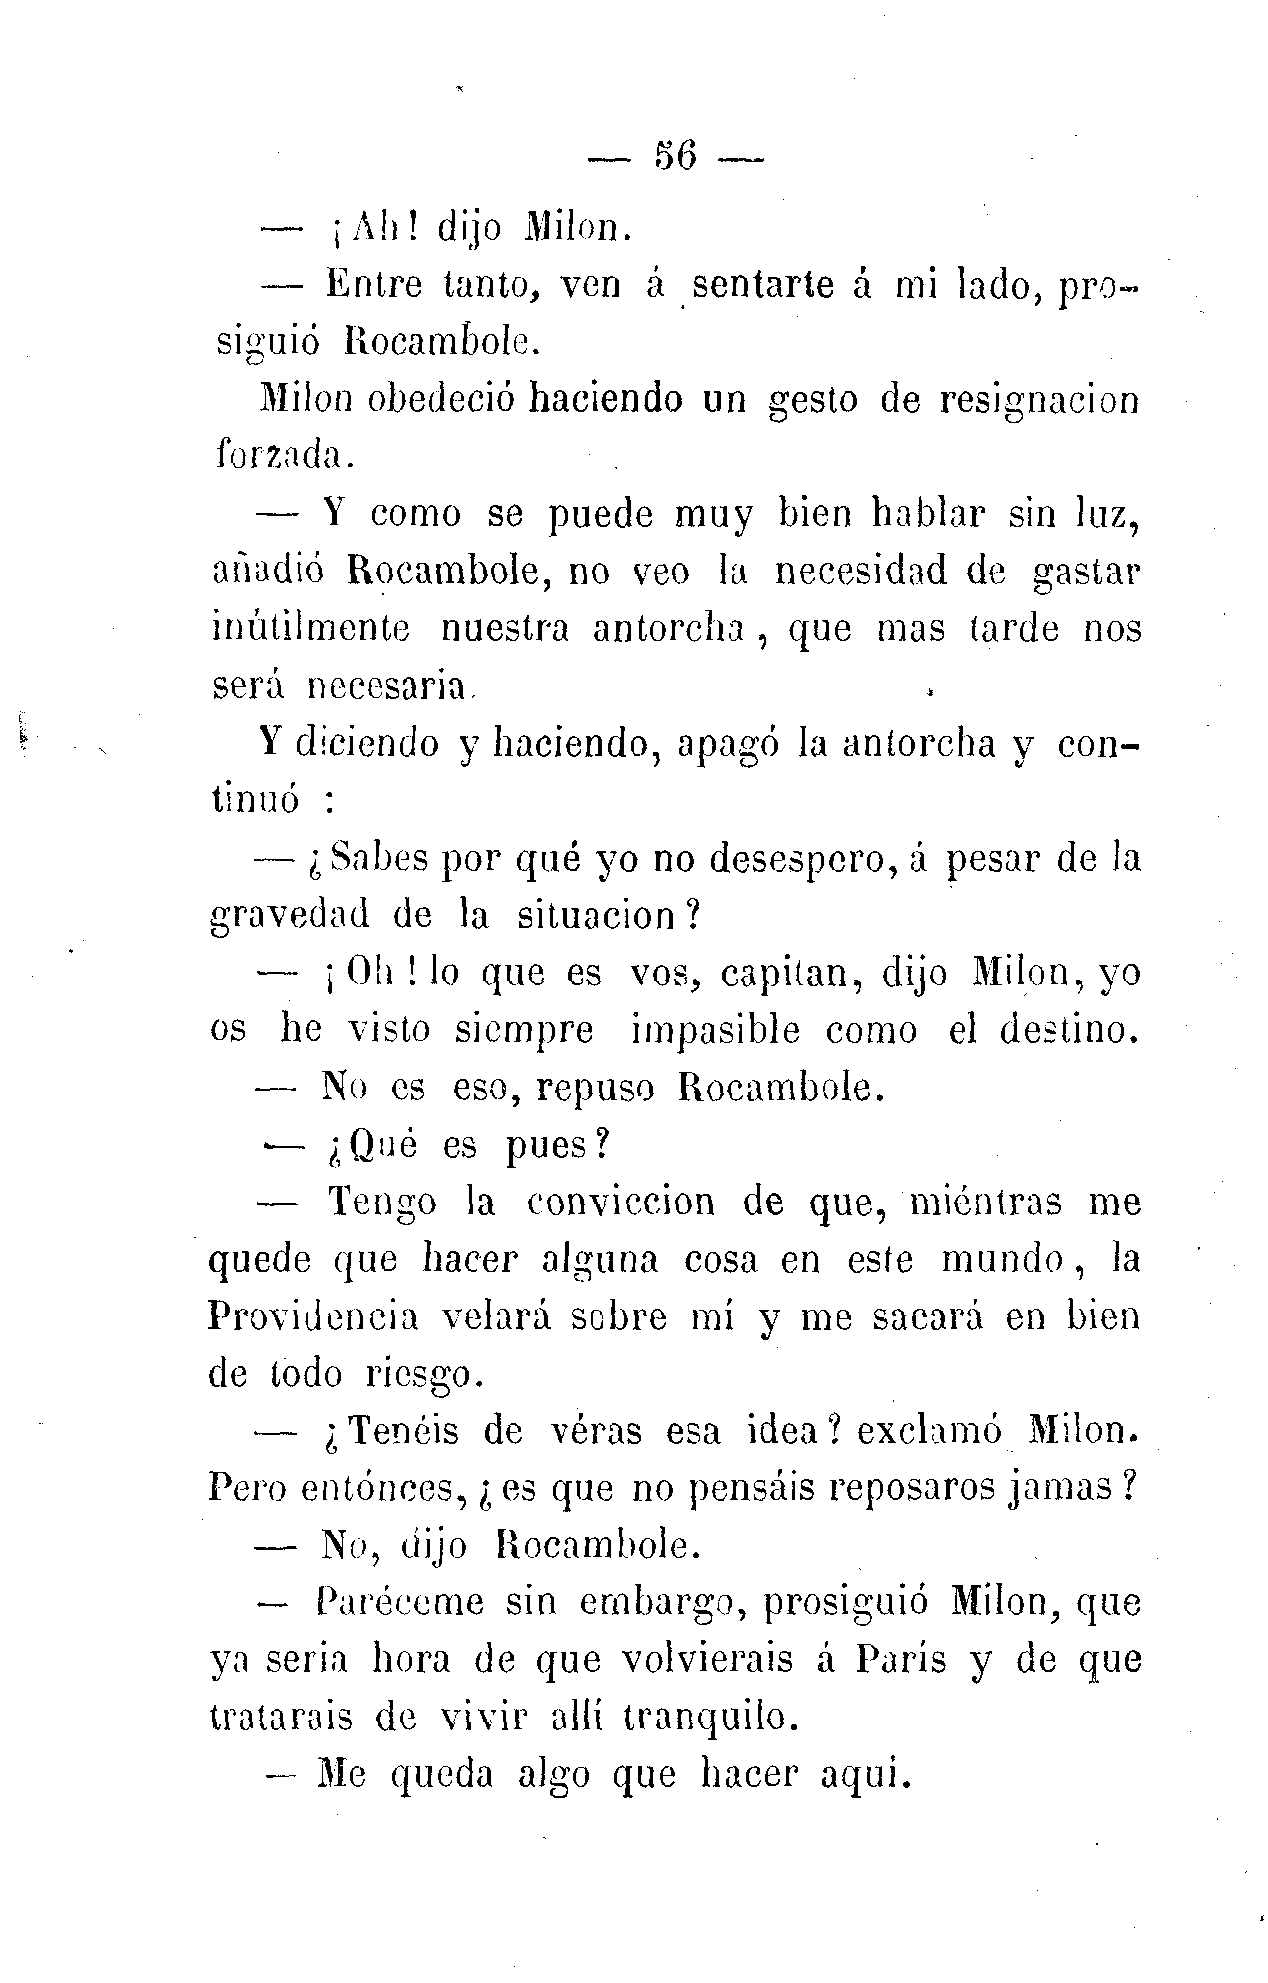 — 56 —
— ¡Ah! dijo Milon.
— Entre tanto, ven á sentarte á mi lado, pro-
siguió Rocambole.
Milon obedeció haciendo un gesto de resignacion
forzada.
— Y como se puede muy bien hablar sin luz,
añadió Rocambole, no veo la necesidad de gastar
inútilmente nuestra antorcha, que mas tarde nos
será necesaria.
Y diciendo y haciendo, apagó la antorcha y con-
tinuó :
— ¿Sabes por qué yo no desespero, á pesar de la
gravedad de la situacion?
— ¡Oh! lo que es vos, capitan, dijo Milon, yo
os he visto siempre impasible como el destino.
— No es eso, repuso Rocambole.
— ¿Qué es pues?
— Tengo la conviccion de que, miéntras me
quede que hacer alguna cosa en este mundo, la
Providencia velará sobre mí y me sacará en bien
de todo riesgo.
— ¿Tenéis de véras esa idea? exclamó Milon.
Pero entónces, ¿es que no pensáis reposaros jamas?
— No, dijo Rocambole.
— Paréceme sin embargo, prosiguió Milon, que
ya seria hora de que volvierais á París y de que
tratarais de vivir allí tranquilo.
— Me queda algo que hacer aqui.